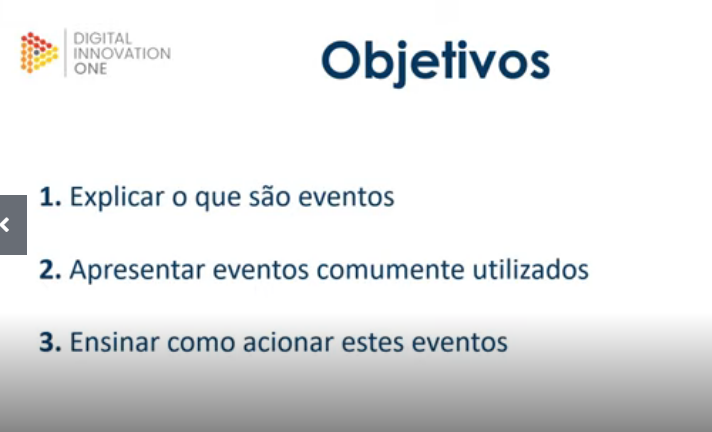 DIGITAL
INNOVATION
ONE
Objetivos
1. Explicar o que são eventos
2. Apresentar eventos comumente utilizados
3. Ensinar como acionar estes eventos